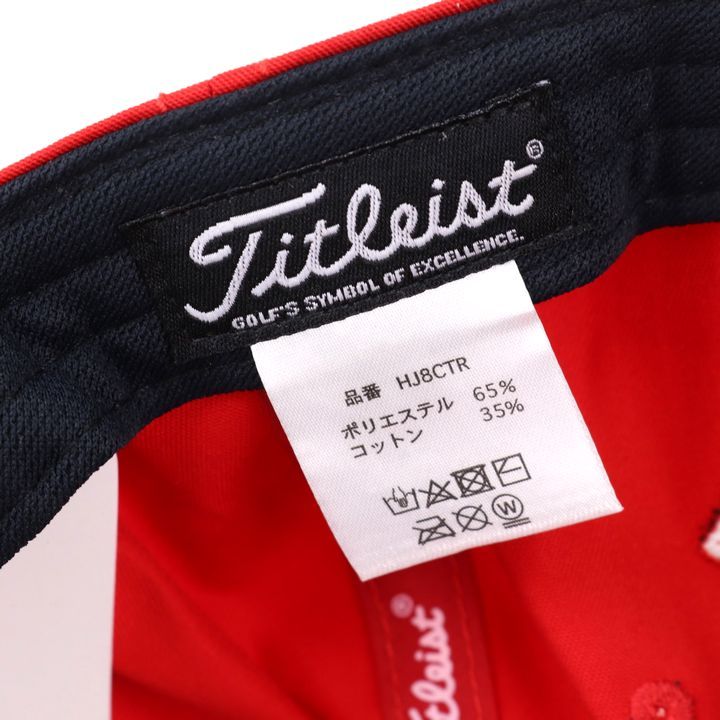 Titleist®
GOLF'S SYMBOL OF EXCELLENCE.
品番 HJ8CTR
ポリエステル 65%
コットン 35%
W
Titleist®